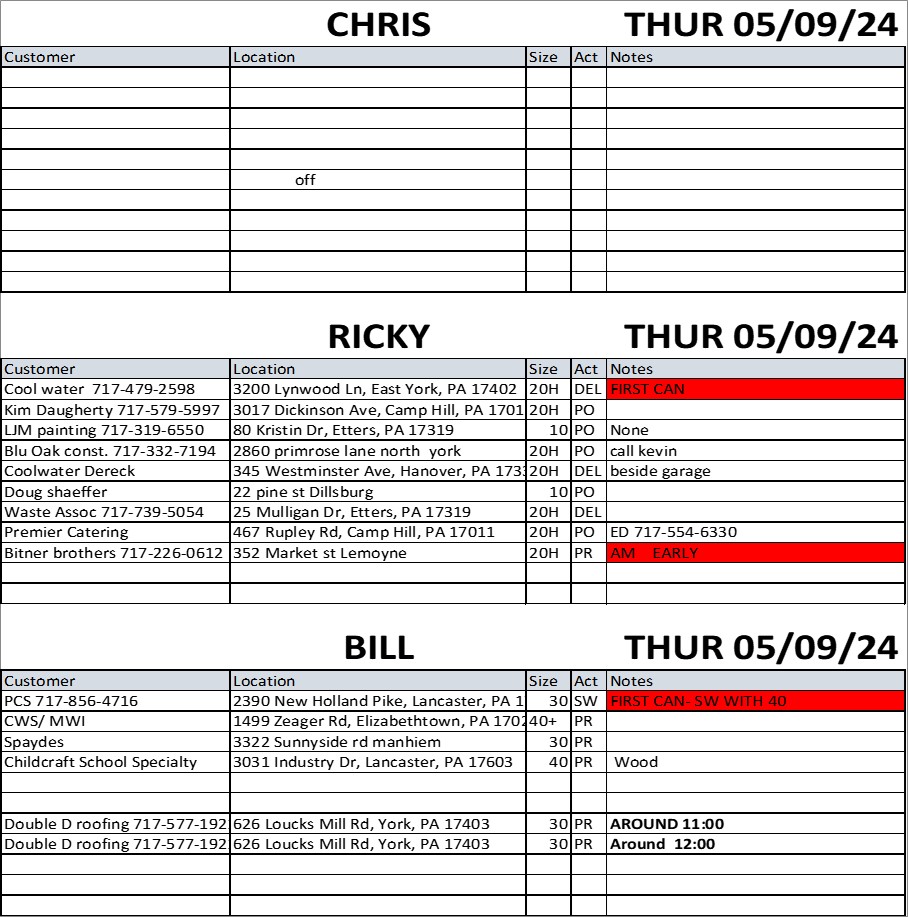 CHRIS THUR 05/09/24
Customer Location Size Act Notes
off
RICKY THUR 05/09/24
Customer Location Size Act Notes
Cool water 717-479-2598 3200 Lynwood Ln, East York, PA 17402 20H DEL FIRST CAN
Kim Daugherty 717-579-5997 3017 Dickinson Ave, Camp Hill, PA 1701 20H PO
LJM painting 717-319-6550 80 Kristin Dr, Etters, PA 17319 10 PO None
Blu Oak const. 717-332-7194 2860 primrose lane north york 20H PO call kevin
Coolwater Dereck 345 Westminster Ave, Hanover, PA 173 20H DEL beside garage
Doug shaeffer 22 pine st Dillsburg 10 PO
Waste Assoc 717-739-5054 25 Mulligan Dr, Etters, PA 17319 20H DEL
Premier Catering 467 Rupley Rd, Camp Hill, PA 17011 20H PO ED 717-554-6330
Bitner brothers 717-226-0612 352 Market st Lemoyne 20H PR AM EARLY
BILL THUR 05/09/24
Customer Location Size Act Notes
PCS 717-856-4716 2390 New Holland Pike, Lancaster, PA 1 30 SW FIRST CAN- SW WITH 40
CWS/ MWI 1499 Zeager Rd, Elizabethtown, PA 1702 40+ PR
Spaydes 3322 Sunnyside rd manhiem 30 PR
Childcraft School Specialty 3031 Industry Dr, Lancaster, PA 17603 40 PR Wood
Double D roofing 717-577-192 626 Loucks Mill Rd, York, PA 17403 30 PR AROUND 11:00
Double D roofing 717-577-192 626 Loucks Mill Rd, York, PA 17403 30 PR Around 12:00